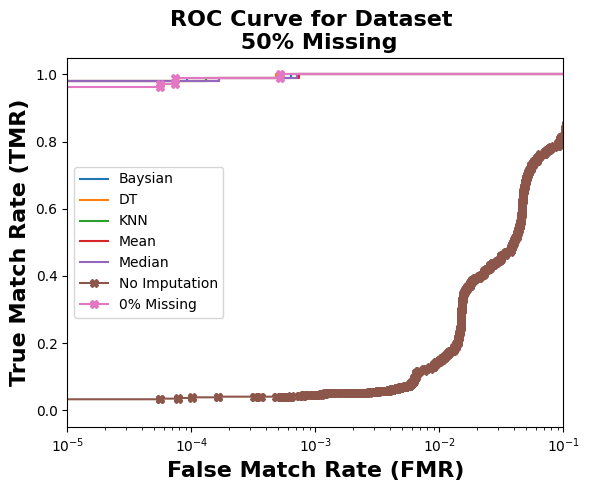 ROC Curve for Dataset
50% Missing
True Match Rate (TMR)
1.0
0.8
0.6
0.4
0.2
0.0
Baysian
DT
KNN
Mean
Median
No Imputation
0% Missing
10⁻⁵
10⁻⁴
10⁻³
10⁻²
10⁻¹
False Match Rate (FMR)